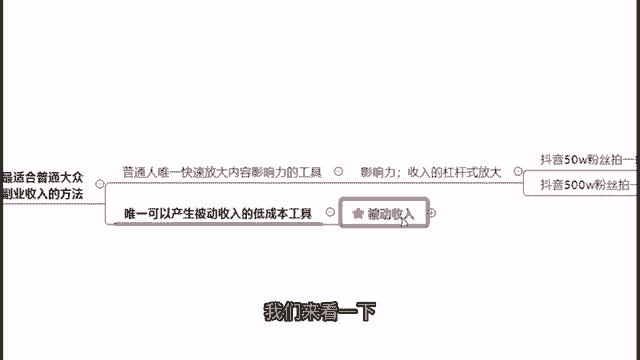 最适合普通大众
副业收入的方法
普通人唯一快速放大内容影响力的工具
影响力；收入的杠杆式放大
抖音50w粉丝拍一
抖音500w粉丝拍一
唯一可以产生被动收入的低成本工具
被动收入
我们来看一下